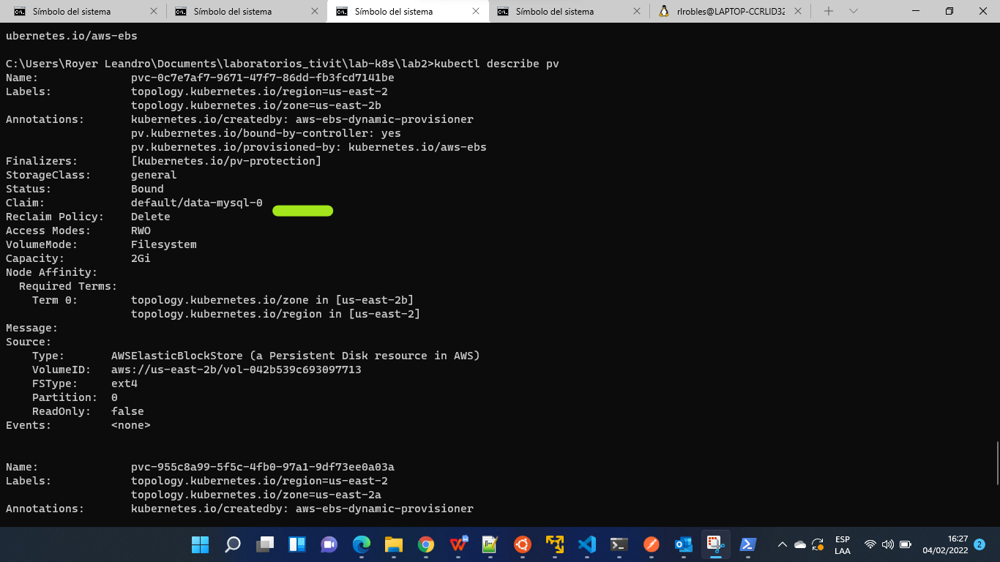 Símbolo del sistema
Símbolo del sistema
Símbolo del sistema
Símbolo del sistema
rlrobles@LAPTOP-CCRLID32
ubernetes.io/aws-ebs
C:\Users\Royer Leandro\Documents\laboratorios_tivit\lab-k8s\lab2>kubectl describe pv
Name: pvc-0c7e7af7-9671-47f7-86dd-fb3fcd7141be
Labels: topology.kubernetes.io/region=us-east-2
topology.kubernetes.io/zone=us-east-2b
Annotations: kubernetes.io/createdby: aws-ebs-dynamic-provisioner
pv.kubernetes.io/bound-by-controller: yes
pv.kubernetes.io/provisioned-by: kubernetes.io/aws-ebs
Finalizers: [kubernetes.io/pv-protection]
StorageClass: general
Status: Bound
Claim: default/data-mysql-0
Reclaim Policy: Delete
Access Modes: RWO
VolumeMode: Filesystem
Capacity: 2Gi
Node Affinity:
Required Terms:
Term 0: topology.kubernetes.io/zone in [us-east-2b]
topology.kubernetes.io/region in [us-east-2]
Message:
Source:
Type: AWSElasticBlockStore (a Persistent Disk resource in AWS)
VolumeID: aws://us-east-2b/vol-042b539c693097713
FSType: ext4
Partition: 0
ReadOnly: false
Events: <none>
Name: pvc-955c8a99-5f5c-4fb0-97a1-9df73ee0a03a
Labels: topology.kubernetes.io/region=us-east-2
topology.kubernetes.io/zone=us-east-2a
Annotations: kubernetes.io/createdby: aws-ebs-dynamic-provisioner
ESP
LAA
16:27
04/02/2022
2